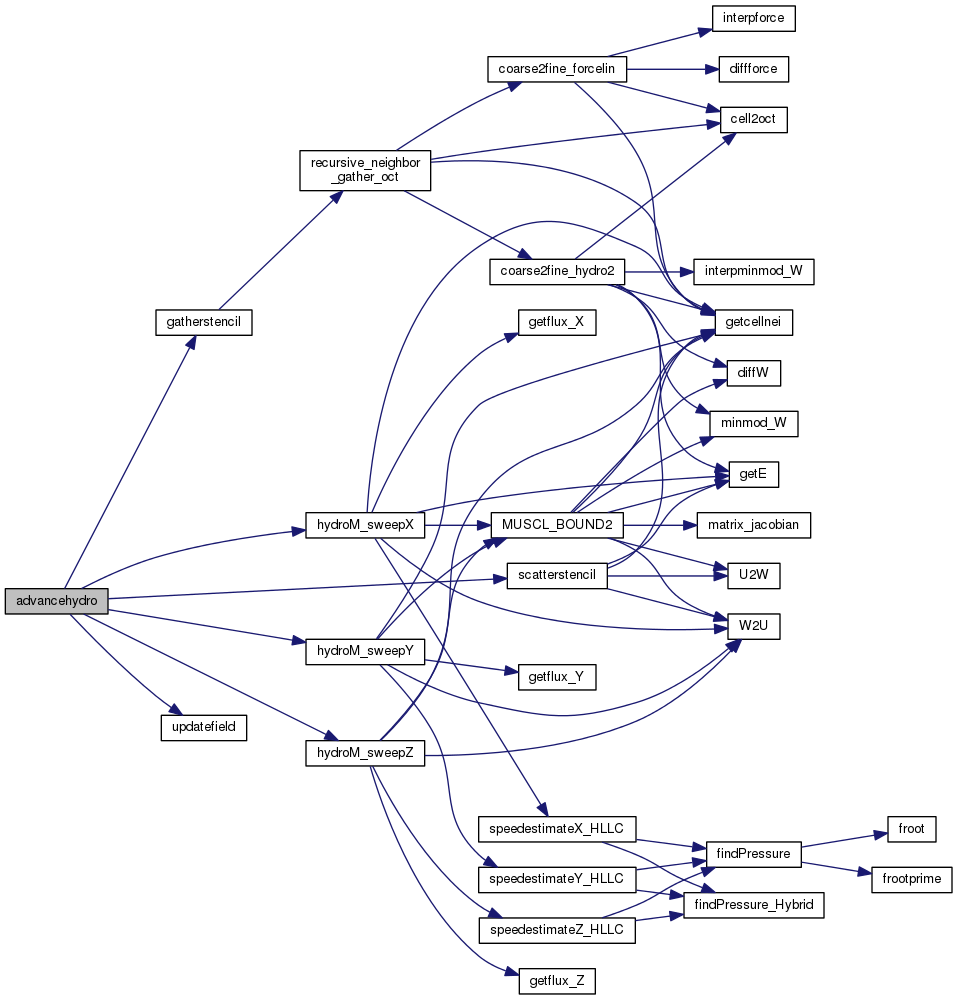 interpforce
coarse2fine_forcelin
diffforce
cell2oct
recursive_neighbor
_gather_oct
coarse2fine_hydro2
interpminmod_W
gatherstencil
getflux_X
getcellnei
diffW
minmod_W
getE
hydroM_sweepX
MUSCL_BOUND2
matrix_jacobian
scatterstencil
U2W
advancehydro
W2U
hydroM_sweepY
getflux_Y
updatefield
hydroM_sweepZ
speedestimateX_HLLC
froot
findPressure
speedestimateY_HLLC
frootprime
findPressure_Hybrid
speedestimateZ_HLLC
getflux_Z